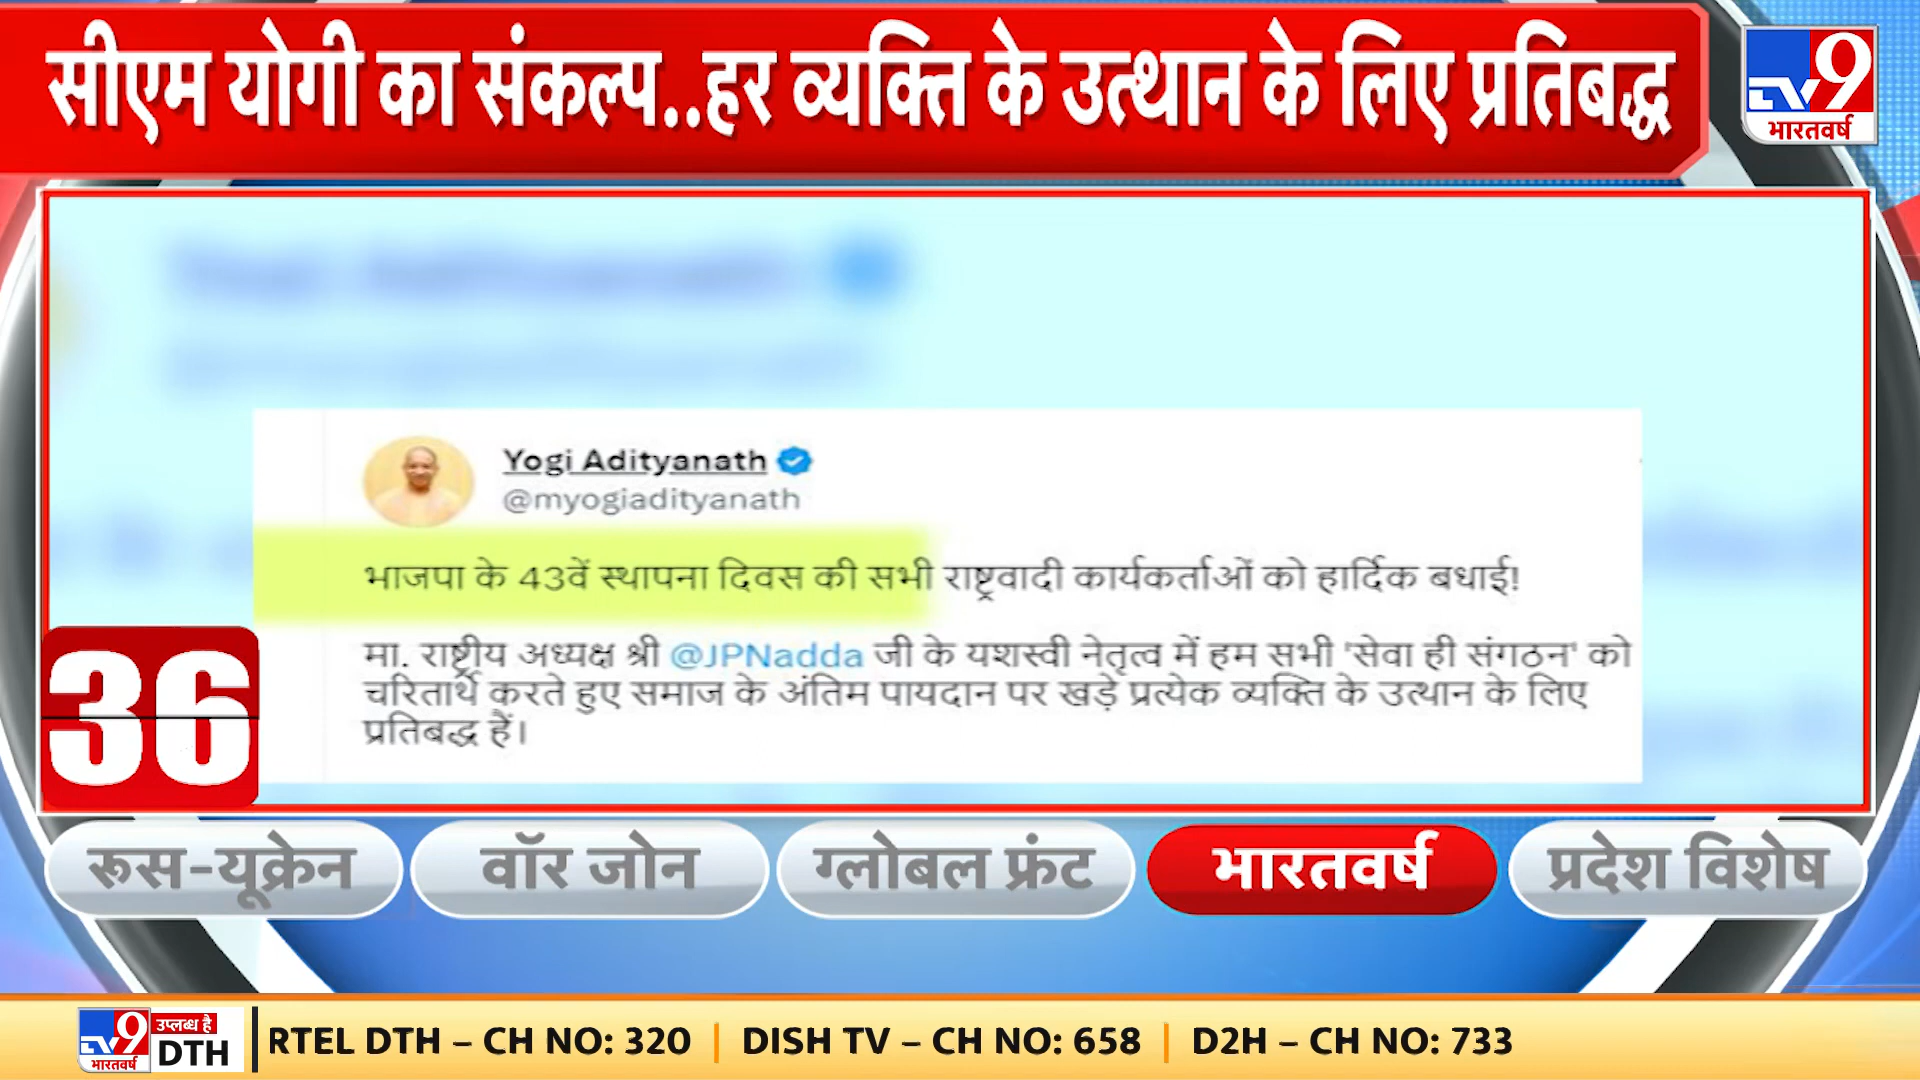 सीएम योगी का संकल्प..हर व्यक्ति के उत्थान के लिए प्रतिबद्ध
TV9
भारतवर्ष
Yogi Adityanath
@myogiadityanath
भाजपा के 43वें स्थापना दिवस की सभी राष्ट्रवादी कार्यकर्ताओं को हार्दिक बधाई!
मा. राष्ट्रीय अध्यक्ष श्री @JPNadda जी के यशस्वी नेतृत्व में हम सभी 'सेवा ही संगठन' को
चरितार्थ करते हुए समाज के अंतिम पायदान पर खड़े प्रत्येक व्यक्ति के उत्थान के लिए
प्रतिबद्ध हैं।
36
रूस-यूक्रेन वॉर जोन ग्लोबल फ्रंट भारतवर्ष प्रदेश विशेष
TV9 भारतवर्ष उपलब्ध है DTH
RTEL DTH – CH NO: 320 | DISH TV – CH NO: 658 | D2H – CH NO: 733